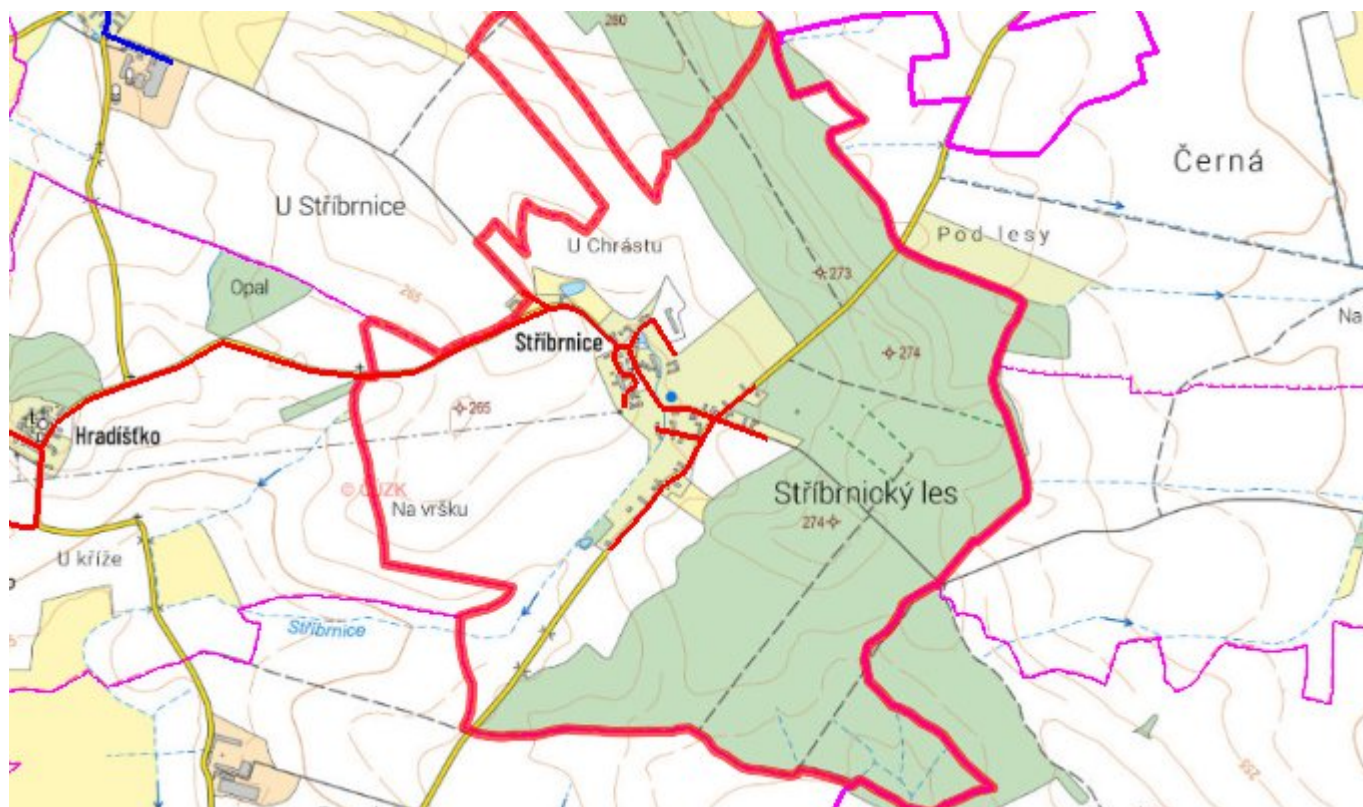 280
Černá
U Stříbrnice
Pod lesy
U Chrástu
273
Opal
265
Na
Stříbrnice
274
265
Hradíšťko
© ČÚZK
Stříbrnický les
Na vršku
274
U kříže
Stříbrnice
255